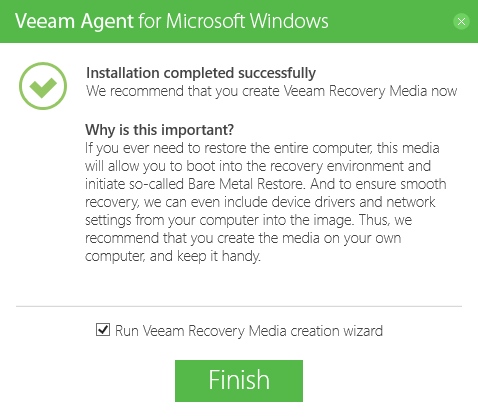 Veeam Agent for Microsoft Windows
Installation completed successfully
We recommend that you create Veeam Recovery Media now
Why is this important?
If you ever need to restore the entire computer, this media
will allow you to boot into the recovery environment and
initiate so-called Bare Metal Restore. And to ensure smooth
recovery, we can even include device drivers and network
settings from your computer into the image. Thus, we
recommend that you create the media on your own
computer, and keep it handy.
Run Veeam Recovery Media creation wizard
Finish